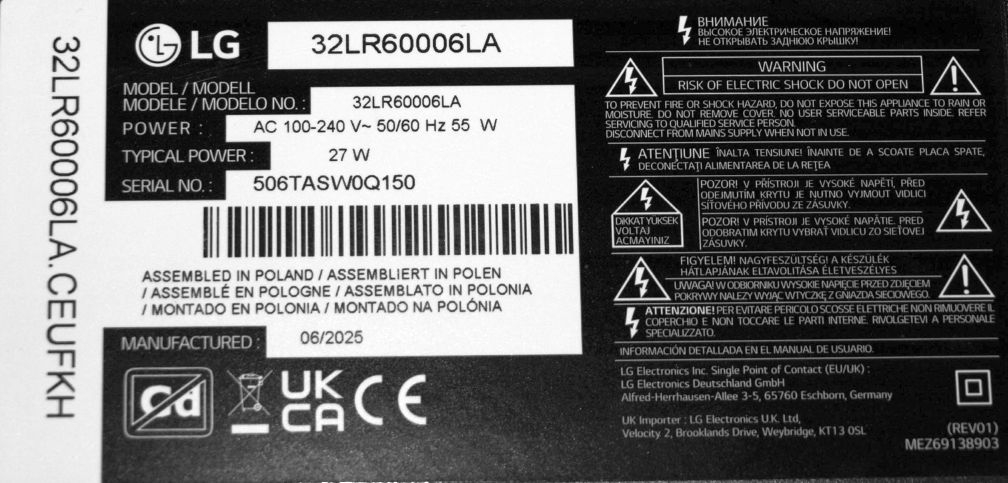 32LR60006LA.CEUFKH
LG
32LR60006LA
MODEL / MODELL
MODELE / MODELO NO. : 32LR60006LA
POWER : AC 100-240 V~ 50/60 Hz 55 W
TYPICAL POWER : 27 W
SERIAL NO. : 506TASW0Q150
ASSEMBLED IN POLAND / ASSEMBLIERT IN POLEN
/ ASSEMBLÉ EN POLOGNE / ASSEMBLATO IN POLONIA
/ MONTADO EN POLONIA / MONTADO NA POLÓNIA
MANUFACTURED : 06/2025
Cd
UK
CA
CE
ВНИМАНИЕ
ВЫСОКОЕ ЭЛЕКТРИЧЕСКОЕ НАПРЯЖЕНИЕ!
НЕ ОТКРЫВАТЬ ЗАДНЮЮ КРЫШКУ!
WARNING
RISK OF ELECTRIC SHOCK DO NOT OPEN
TO PREVENT FIRE OR SHOCK HAZARD, DO NOT EXPOSE THIS APPLIANCE TO RAIN OR
MOISTURE. DO NOT REMOVE COVER. NO USER SERVICEABLE PARTS INSIDE. REFER
SERVICING TO QUALIFIED SERVICE PERSON.
DISCONNECT FROM MAINS SUPPLY WHEN NOT IN USE.
ATENŢIUNE ÎNALTA TENSIUNE! ÎNAINTE DE A SCOATE PLACA SPATE,
DECONECTAŢI ALIMENTAREA DE LA REŢEA
DIKKAT YUKSEK
VOLTAJ
ACMAYINIZ
POZOR! V PŘÍSTROJI JE VYSOKÉ NAPĚTÍ, PŘED
ODEJMUTÍM KRYTU JE NUTNO VYJMOUT VIDLICI
SÍŤOVÉHO PŘÍVODU ZE ZÁSUVKY.
POZOR! V PRÍSTROJI JE VYSOKÉ NAPÄTIE. PRED
ODOBRATIM KRYTU VYBRAŤ VIDLICU ZO SIEŤOVEJ
ZÁSUVKY.
FIGYELEM! NAGYFESZÜLTSÉG! A KÉSZÜLÉK
HÁTLAPJÁNAK ELTAVOLITÁSA ÉLETVESZÉLYES
UWAGA! W ODBIORNIKU WYSOKIE NAPIĘCIE PRZED ZDJĘCIEM
POKRYWY NALEŻY WYJĄĆ WTYCZKĘ Z GNIAZDA SIECIOWEGO.
ATTENZIONE! PER EVITARE PERICOLO SCOSSE ELETTRICHE NON RIMUOVERE IL
COPERCHIO E NON TOCCARE LE PARTI INTERNE. RIVOLGETEVI A PERSONALE
SPECIALIZZATO.
INFORMACIÓN DETALLADA EN EL MANUAL DE USUARIO.
LG Electronics Inc. Single Point of Contact (EU/UK) :
LG Electronics Deutschland GmbH
Alfred-Herrhausen-Allee 3-5, 65760 Eschborn, Germany
UK Importer : LG Electronics U.K. Ltd,
Velocity 2, Brooklands Drive, Weybridge, KT13 0SL
(REV01)
MEZ69138903